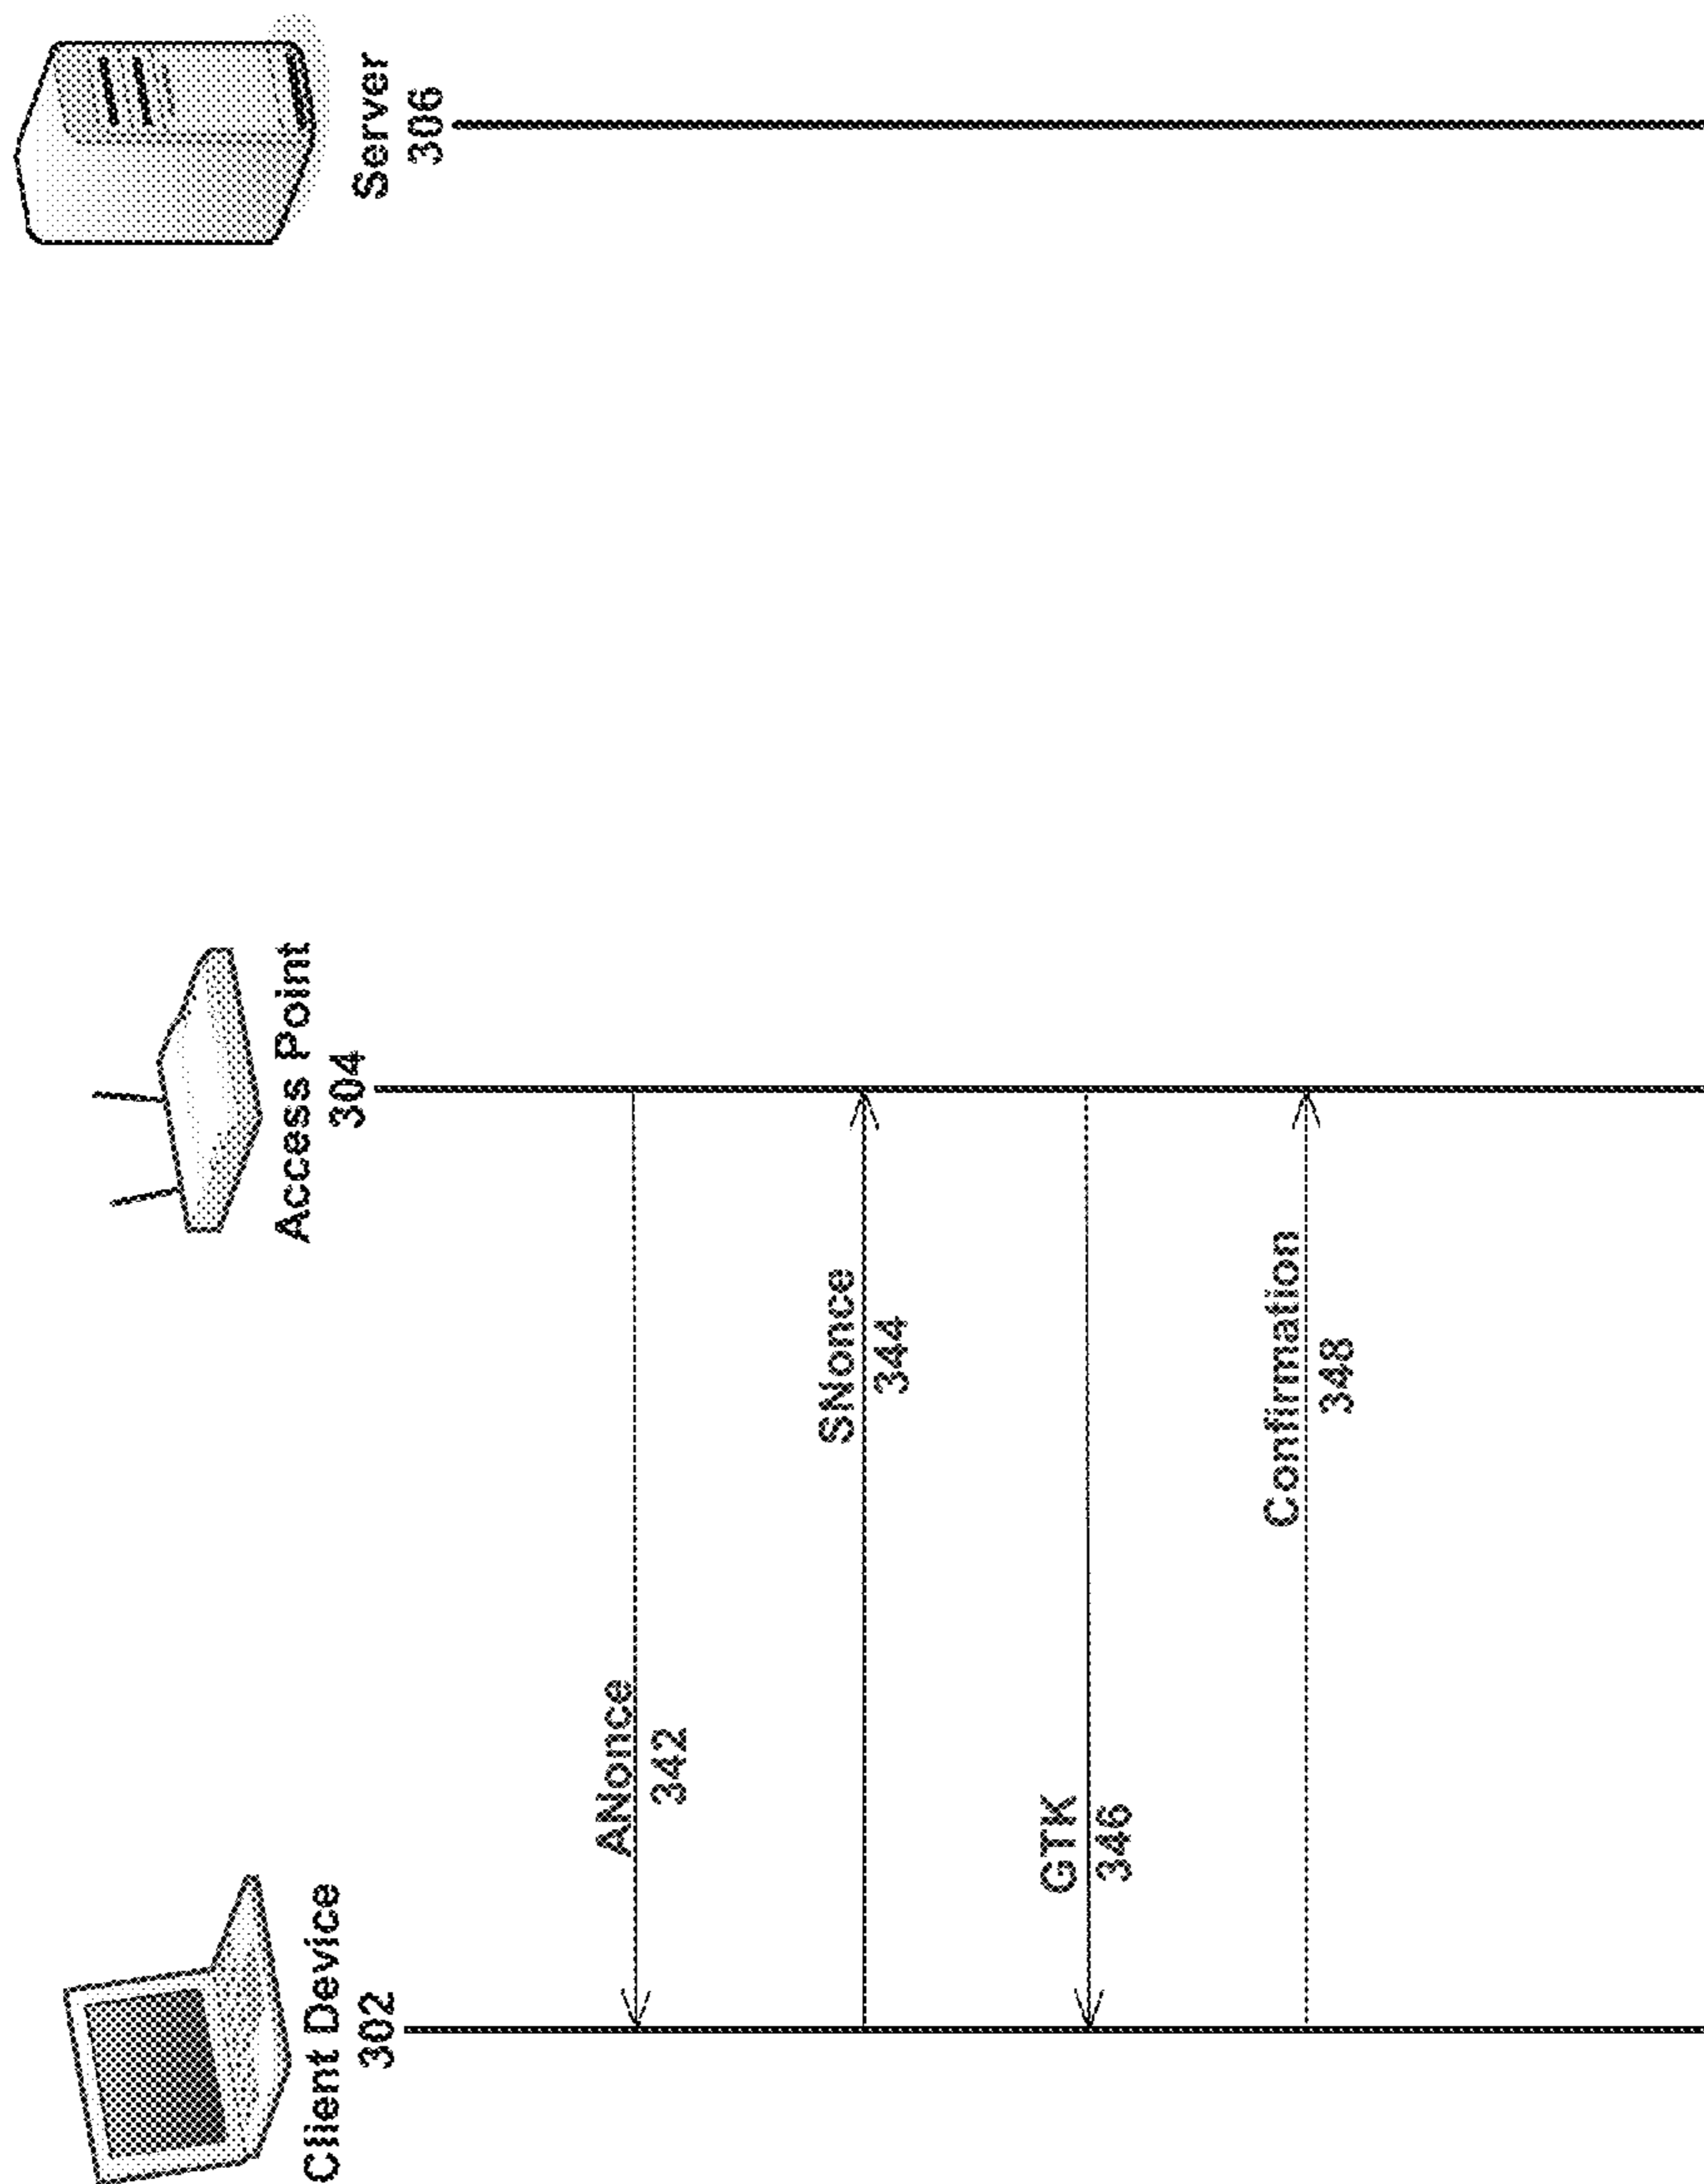 Client Device
302
Access Point
304
Server
306
ANonce
342
SNonce
344
GTK
346
Confirmation
348